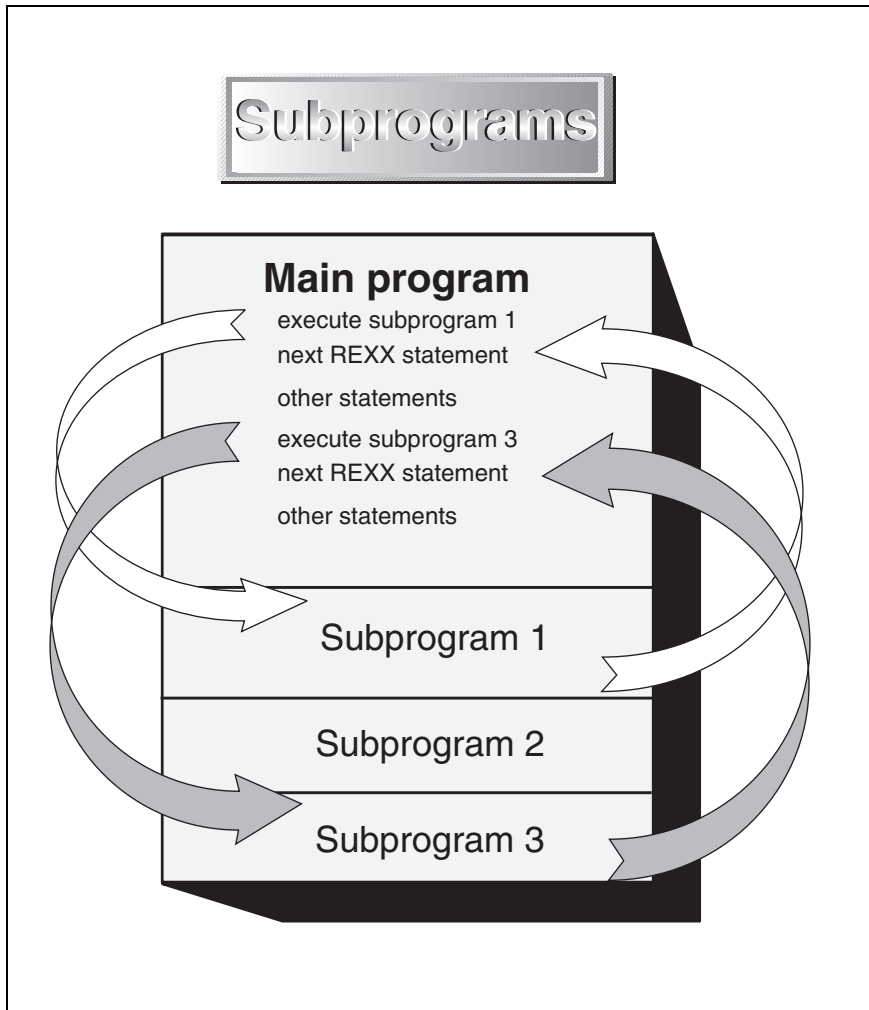 Subprograms
Main program
execute subprogram 1
next REXX statement
other statements
execute subprogram 3
next REXX statement
other statements
Subprogram 1
Subprogram 2
Subprogram 3